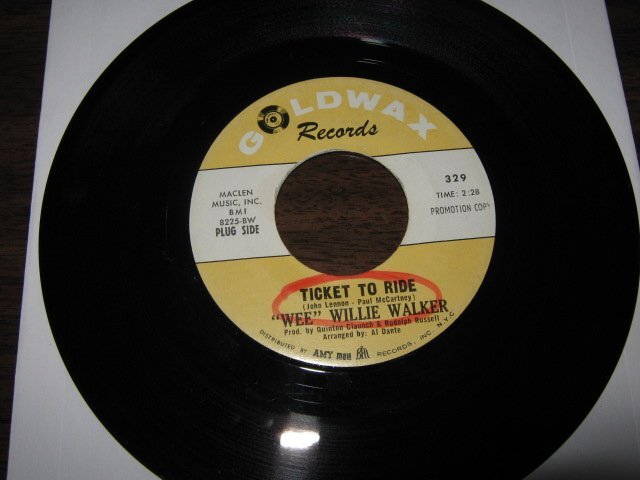 GOLDWAX
Records
MACLEN
MUSIC, INC.
BMI
8225-BW
PLUG SIDE
329
TIME: 2:28
PROMOTION COPY
TICKET TO RIDE
(John Lennon - Paul McCartney)
"WEE" WILLIE WALKER
Prod. by Quinton Claunch & Rudolph Russell
Arranged by: Al Dante
DISTRIBUTED BY AMY mala BELL RECORDS, INC. N.Y.C.